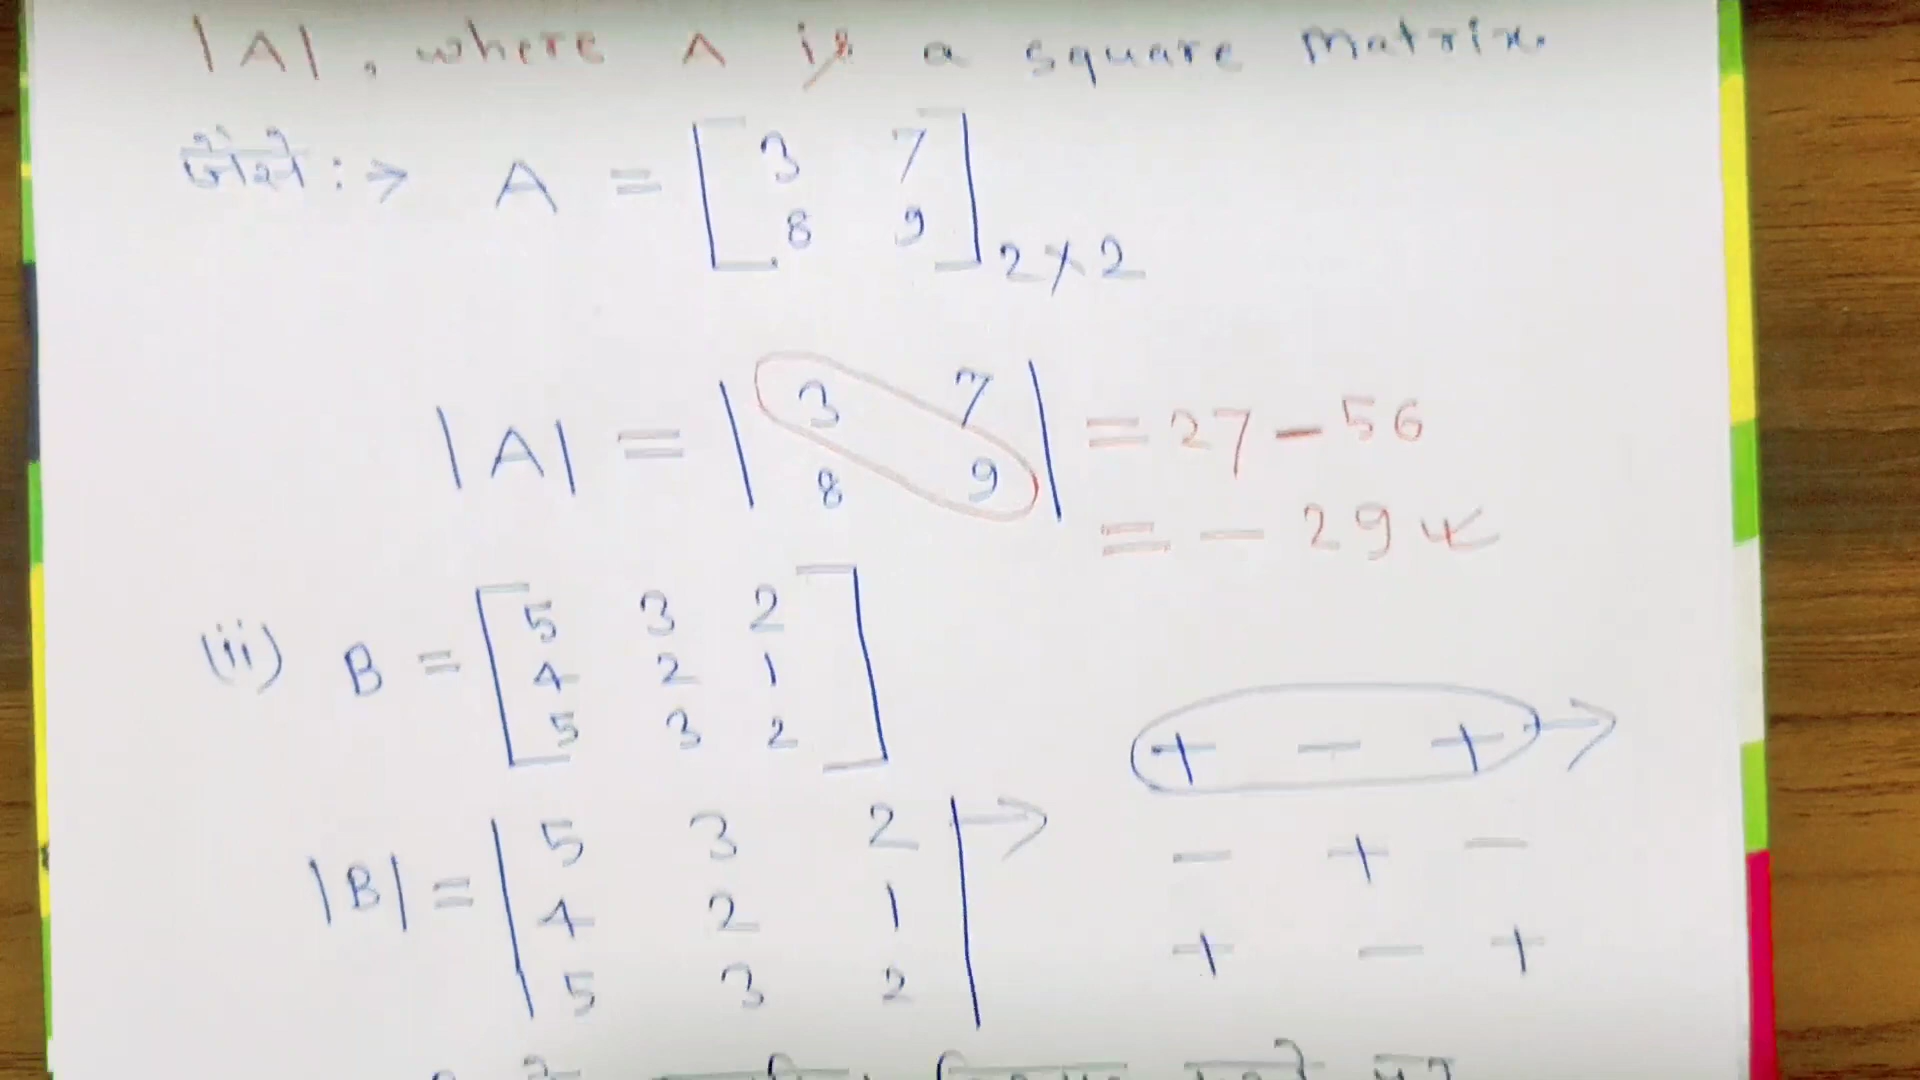 |A|, where A is a square matrix.
जैसे :→ A = [ 3 7
8 9 ] 2×2
|A| = | 3 7 | = 27 - 56
8 9
= - 29
(ii) B = [ 5 3 2
4 2 1
5 3 2 ]
+ - +
|B| = | 5 3 2 | →
4 2 1
5 3 2
- + -
+ - +